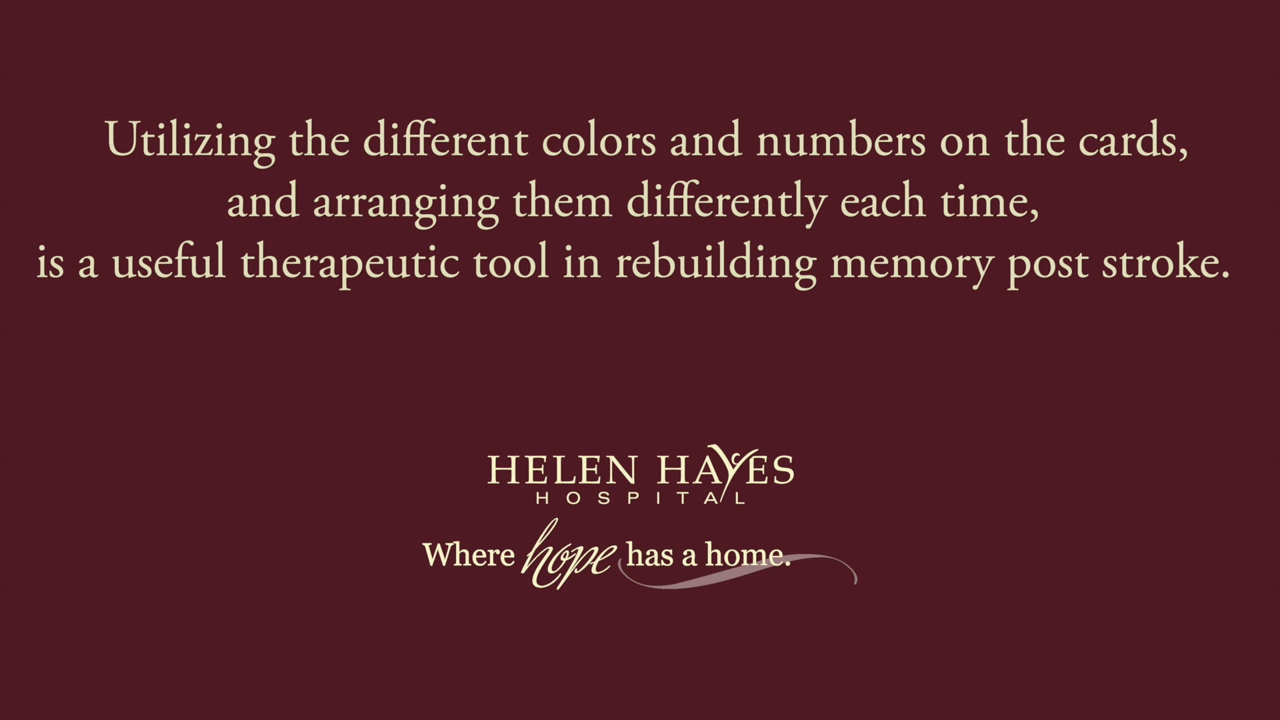 Utilizing the different colors and numbers on the cards,
and arranging them differently each time,
is a useful therapeutic tool in rebuilding memory post stroke.
HELEN HAYES
HOSPITAL
Where hope has a home.